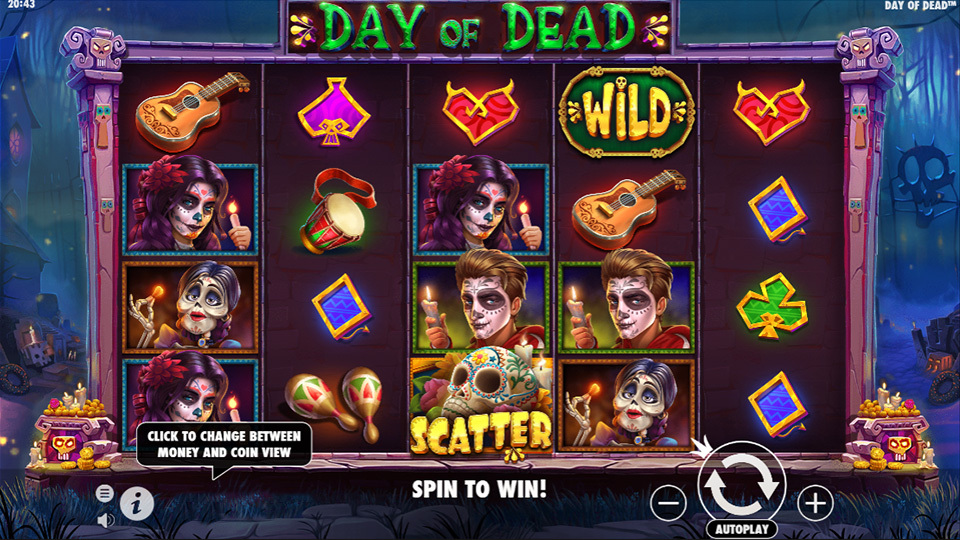 20:43
DAY OF DEAD™
DAY OF DEAD
WILD
SCATTER
CLICK TO CHANGE BETWEEN
MONEY AND COIN VIEW
SPIN TO WIN!
i
AUTOPLAY